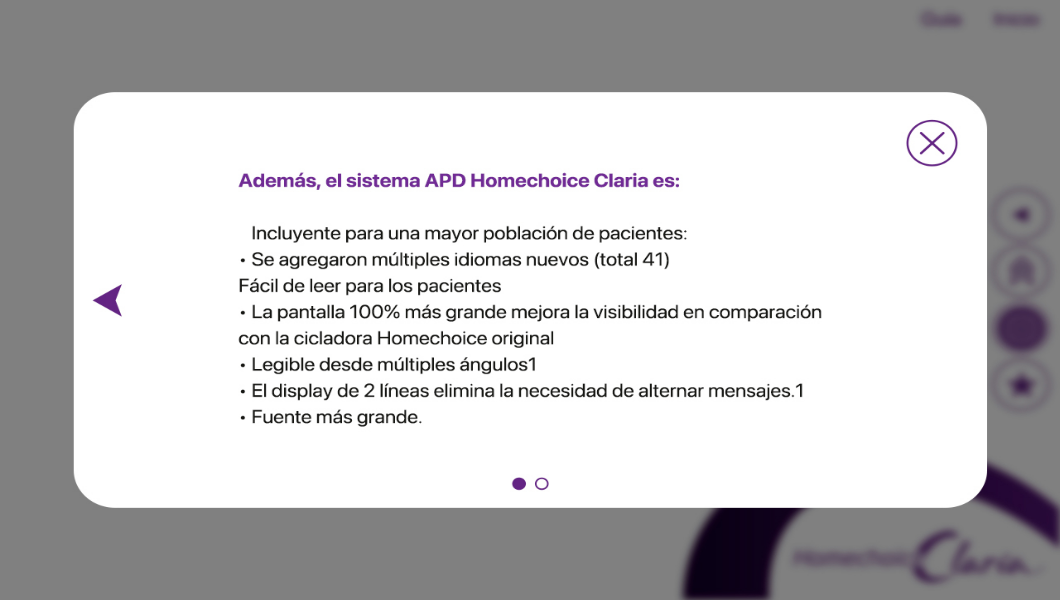 Guía Inicio
Además, el sistema APD Homechoice Claria es:
Incluyente para una mayor población de pacientes:
• Se agregaron múltiples idiomas nuevos (total 41)
Fácil de leer para los pacientes
• La pantalla 100% más grande mejora la visibilidad en comparación
con la cicladora Homechoice original
• Legible desde múltiples ángulos1
• El display de 2 líneas elimina la necesidad de alternar mensajes.1
• Fuente más grande.
Homechoice Claria